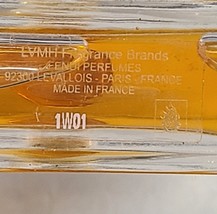 LVMH Fragrance Brands
FENDI PERFUMES
92300 LEVALLOIS - PARIS - FRANCE
MADE IN FRANCE
1W01